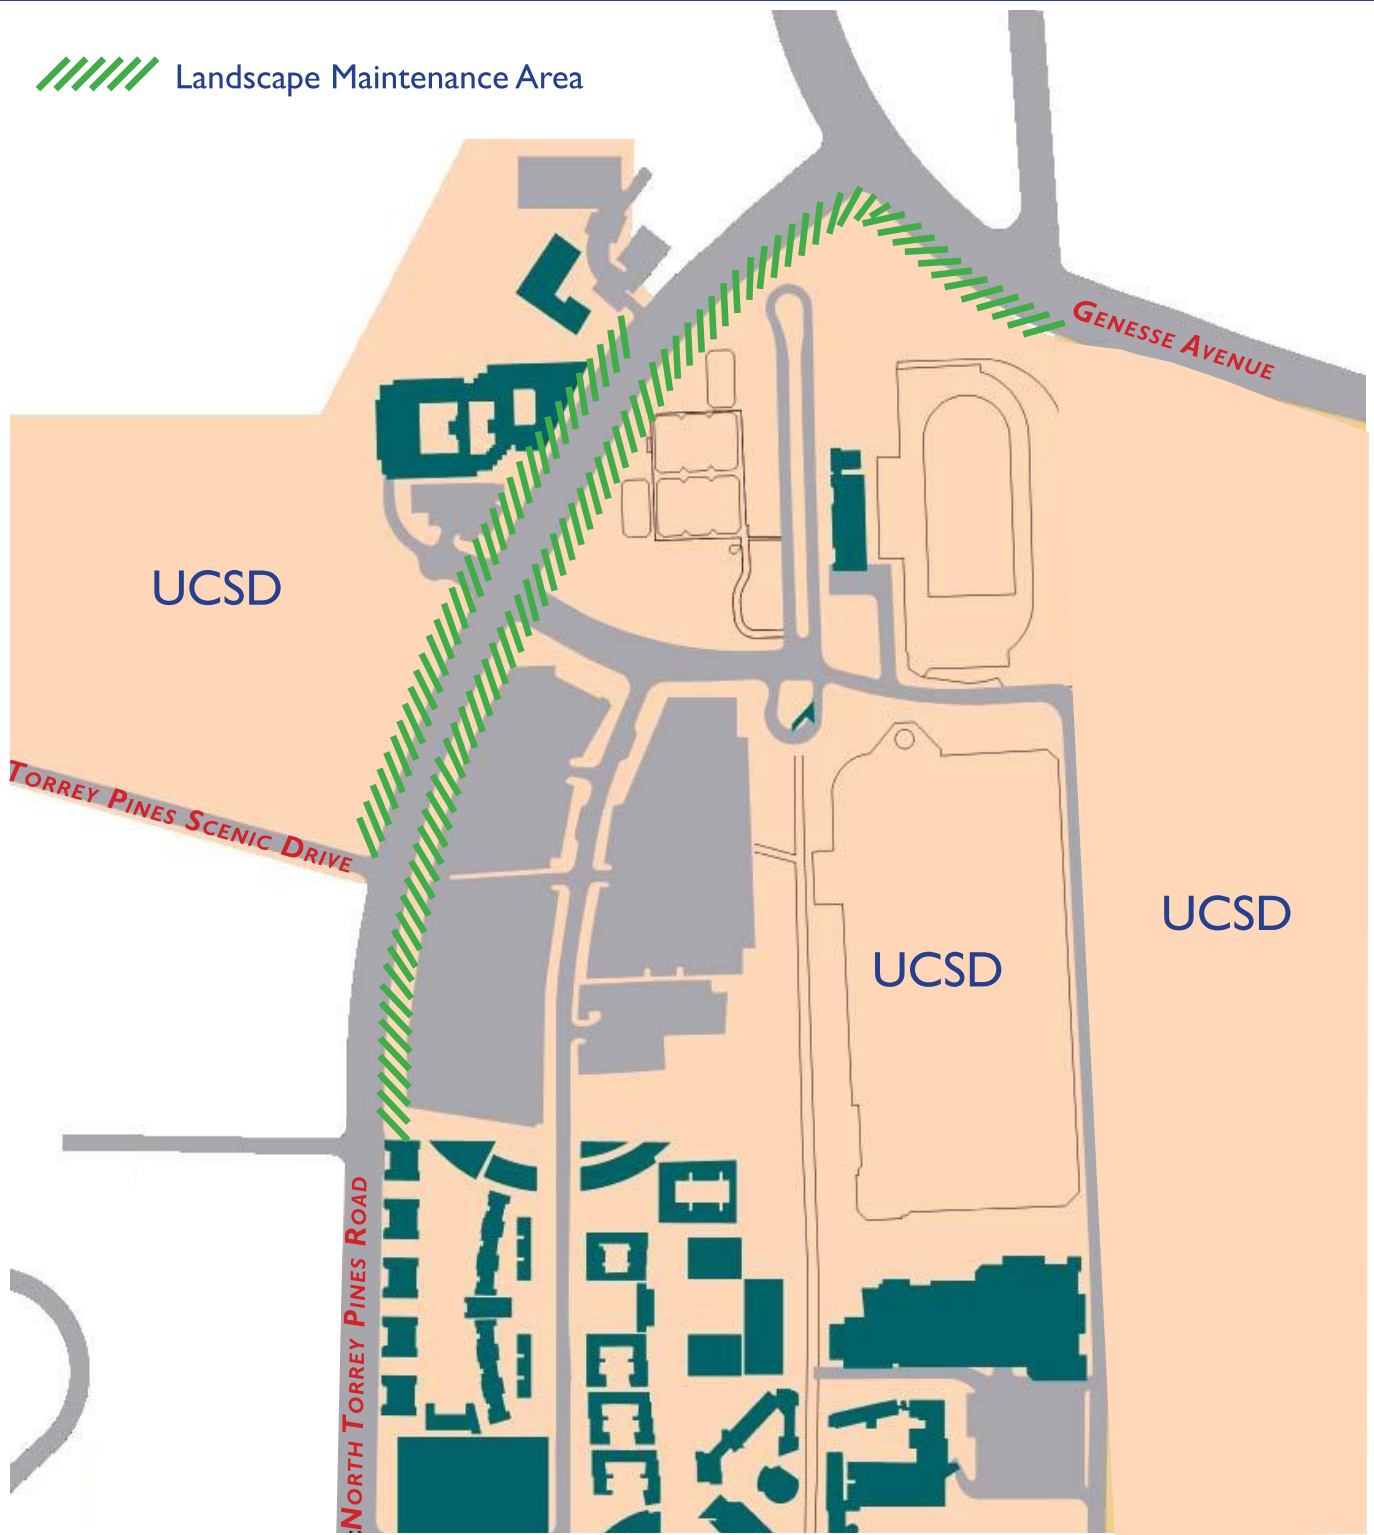 Landscape Maintenance Area
GENESSE AVENUE
UCSD
TORREY PINES SCENIC DRIVE
UCSD
UCSD
NORTH TORREY PINES ROAD